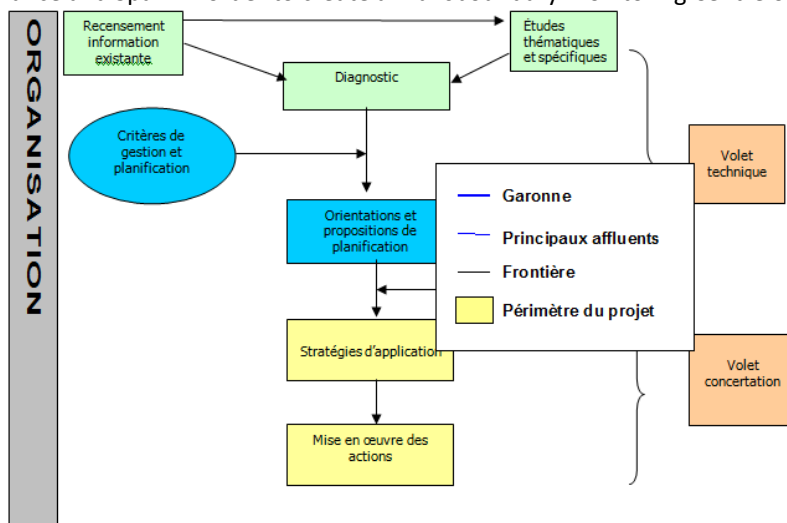 ORGANISATION
Recensement
information
existante
Études
thématiques
et spécifiques
Diagnostic
Critères de
gestion et
planification
Volet
technique
Orientations et
propositions de
planification
Garonne
Principaux affluents
Frontière
Périmètre du projet
Stratégies d'application
Volet
concertation
Mise en œuvre des
actions